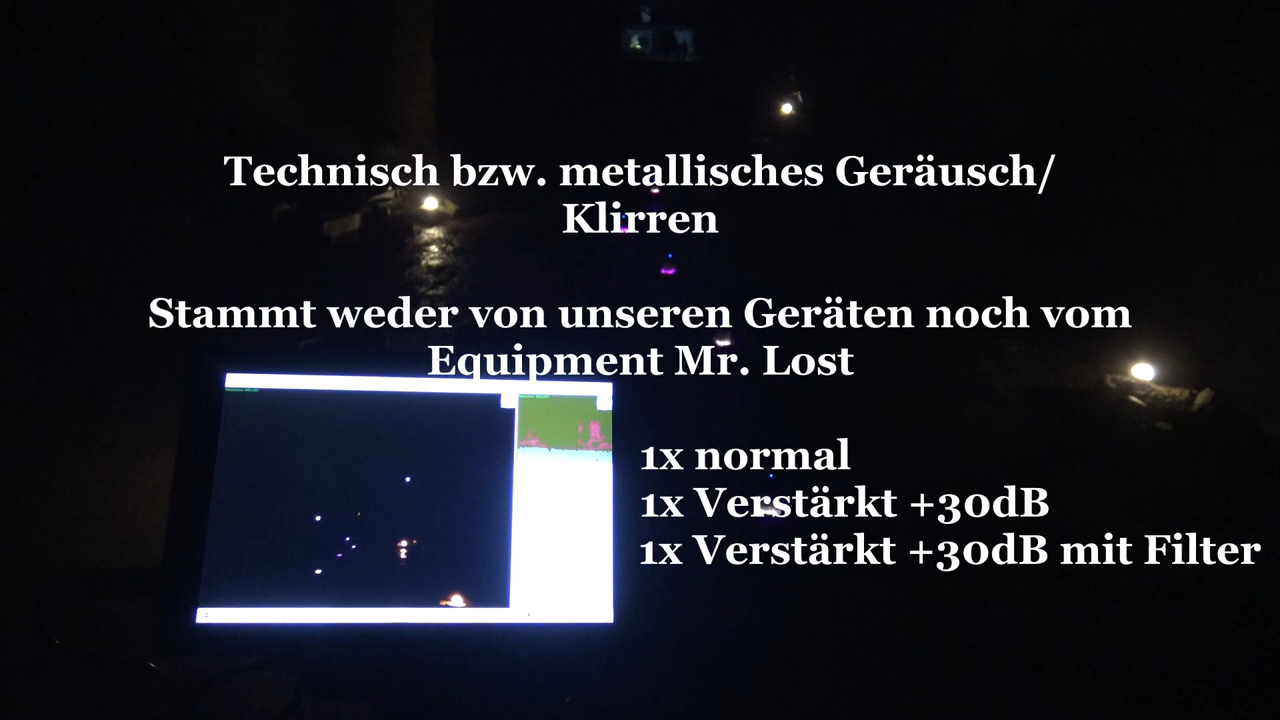 Technisch bzw. metallisches Geräusch/
Klirren
Stammt weder von unseren Geräten noch vom
Equipment Mr. Lost
1x normal
1x Verstärkt +30dB
1x Verstärkt +30dB mit Filter